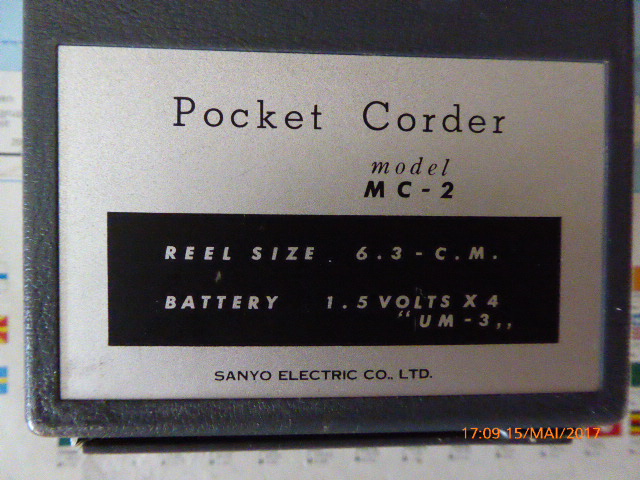 Pocket Corder
model
MC-2
REEL SIZE. 6.3-C.M.
BATTERY 1.5 VOLTS X 4
“UM-3„
SANYO ELECTRIC CO., LTD.
17:09 15/MAI/2017